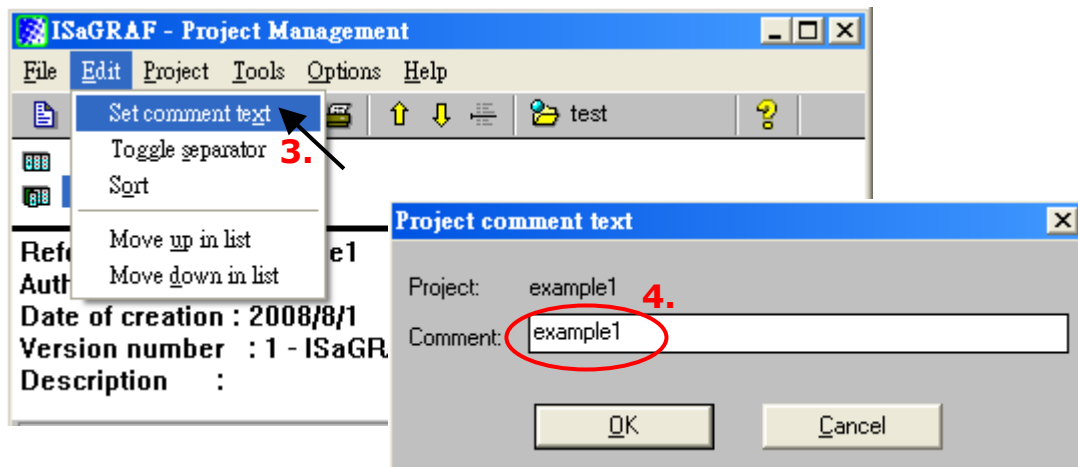 ISaGRAF - Project Management
File Edit Project Tools Options Help
test
Set comment text
3.
Toggle separator
Sort
Move up in list
Move down in list
e1
Date of creation : 2008/8/1
Version number : 1 -
Description :
Project comment text
Project: example1
4.
Comment: example1
OK Cancel